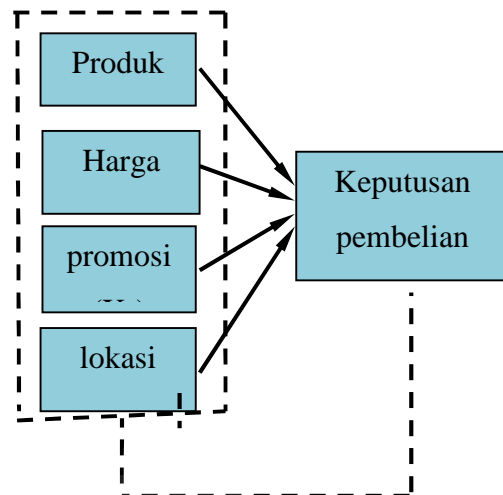 Produk
Harga
promosi
lokasi
Keputusan
pembelian